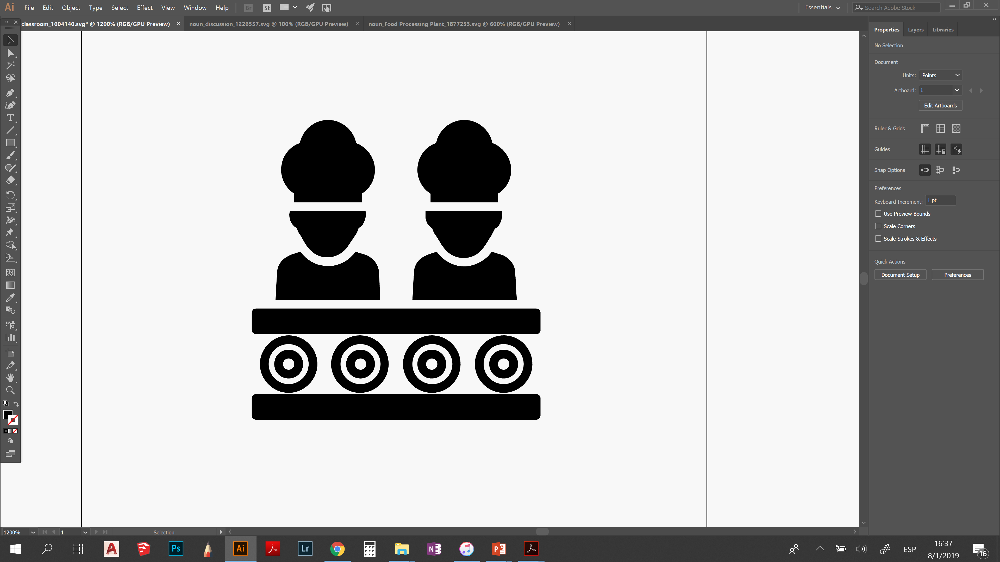 Ai File Edit Object Type Select Effect View Window Help Br St Essentials Search Adobe Stock
classroom_1604140.svg* @ 1200% (RGB/GPU Preview) noun_discussion_1226557.svg @ 100% (RGB/GPU Preview) noun_Food Processing Plant_1877253.svg @ 600% (RGB/GPU Preview)
Properties Layers Libraries
No Selection
Document
Units: Points
Artboard: 1
Edit Artboards
Ruler & Grids
Guides
Snap Options
Preferences
Keyboard Increment: 1 pt
Use Preview Bounds
Scale Corners
Scale Strokes & Effects
Quick Actions
Document Setup Preferences
1200% 1 Selection
Ps Ai Lr N P ESP 16:37
8/1/2019 16